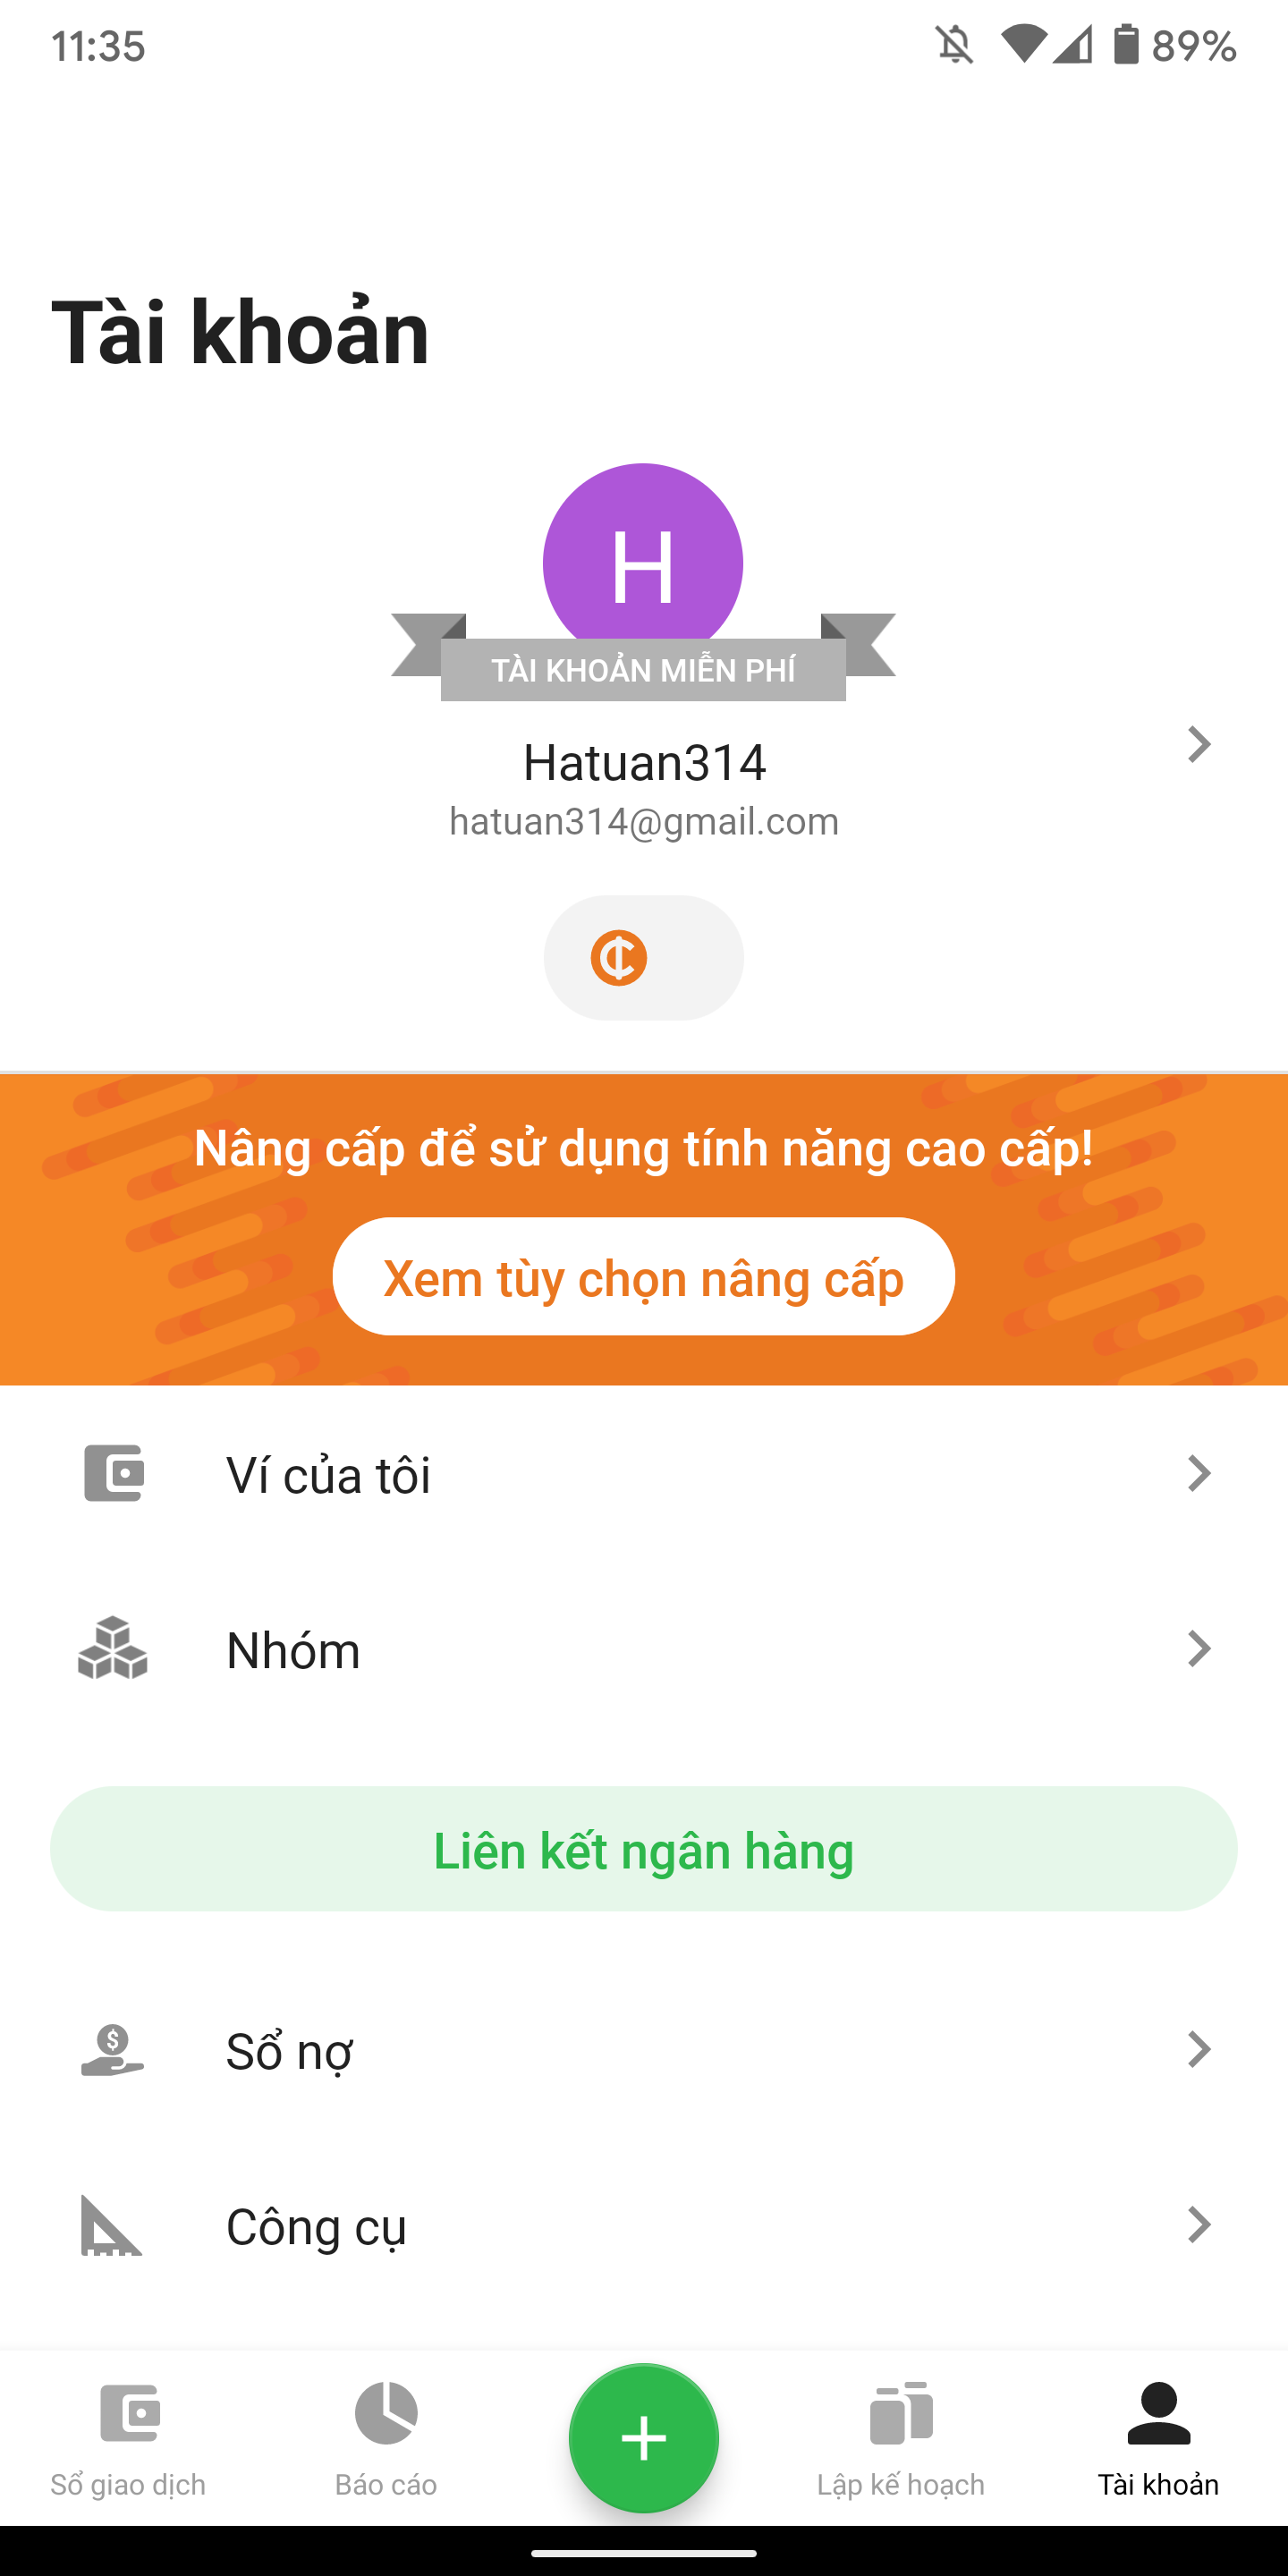 11:35
89%
Tài khoản
H
TÀI KHOẢN MIỄN PHÍ
Hatuan314
hatuan314@gmail.com
Nâng cấp để sử dụng tính năng cao cấp!
Xem tùy chọn nâng cấp
Ví của tôi
Nhóm
Liên kết ngân hàng
Sổ nợ
Công cụ
Sổ giao dịch
Báo cáo
Lập kế hoạch
Tài khoản